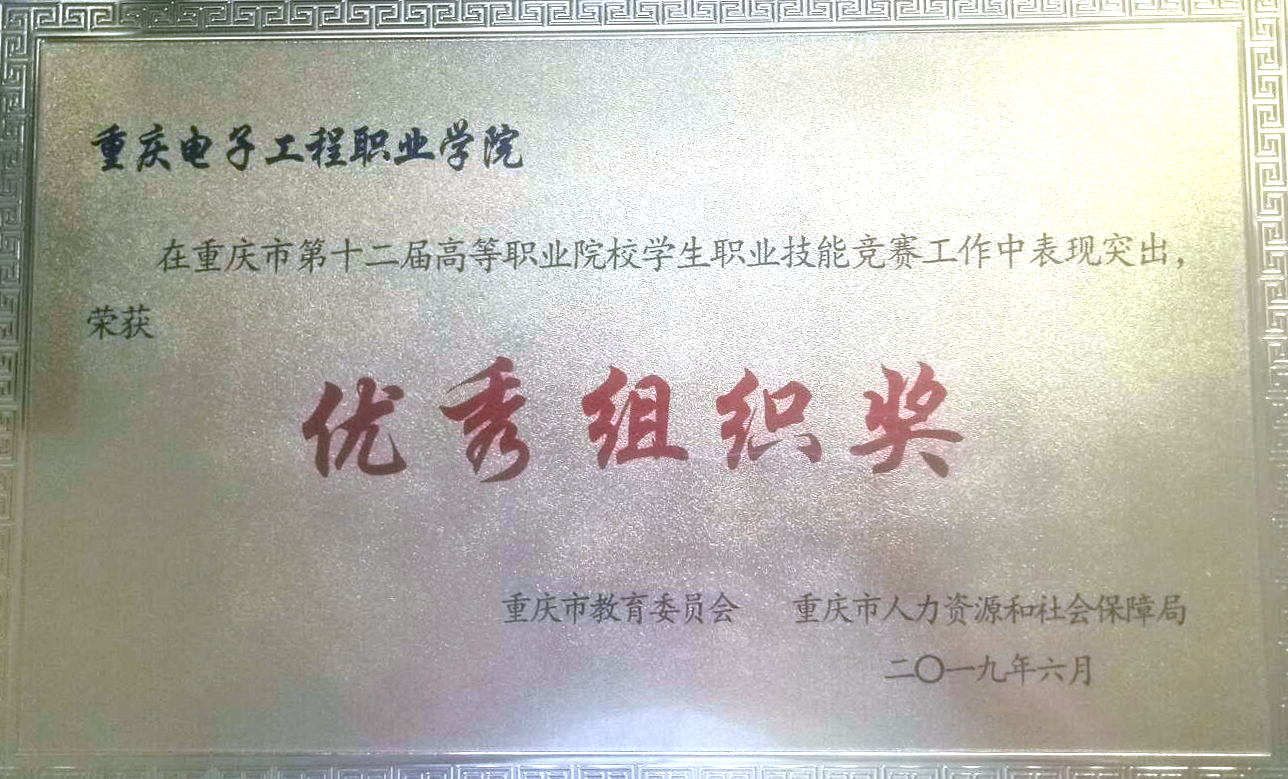 重庆电子工程职业学院
在重庆市第十二届高等职业院校学生职业技能竞赛工作中表现突出，
荣获
优秀组织奖
重庆市教育委员会 重庆市人力资源和社会保障局
二〇一九年六月